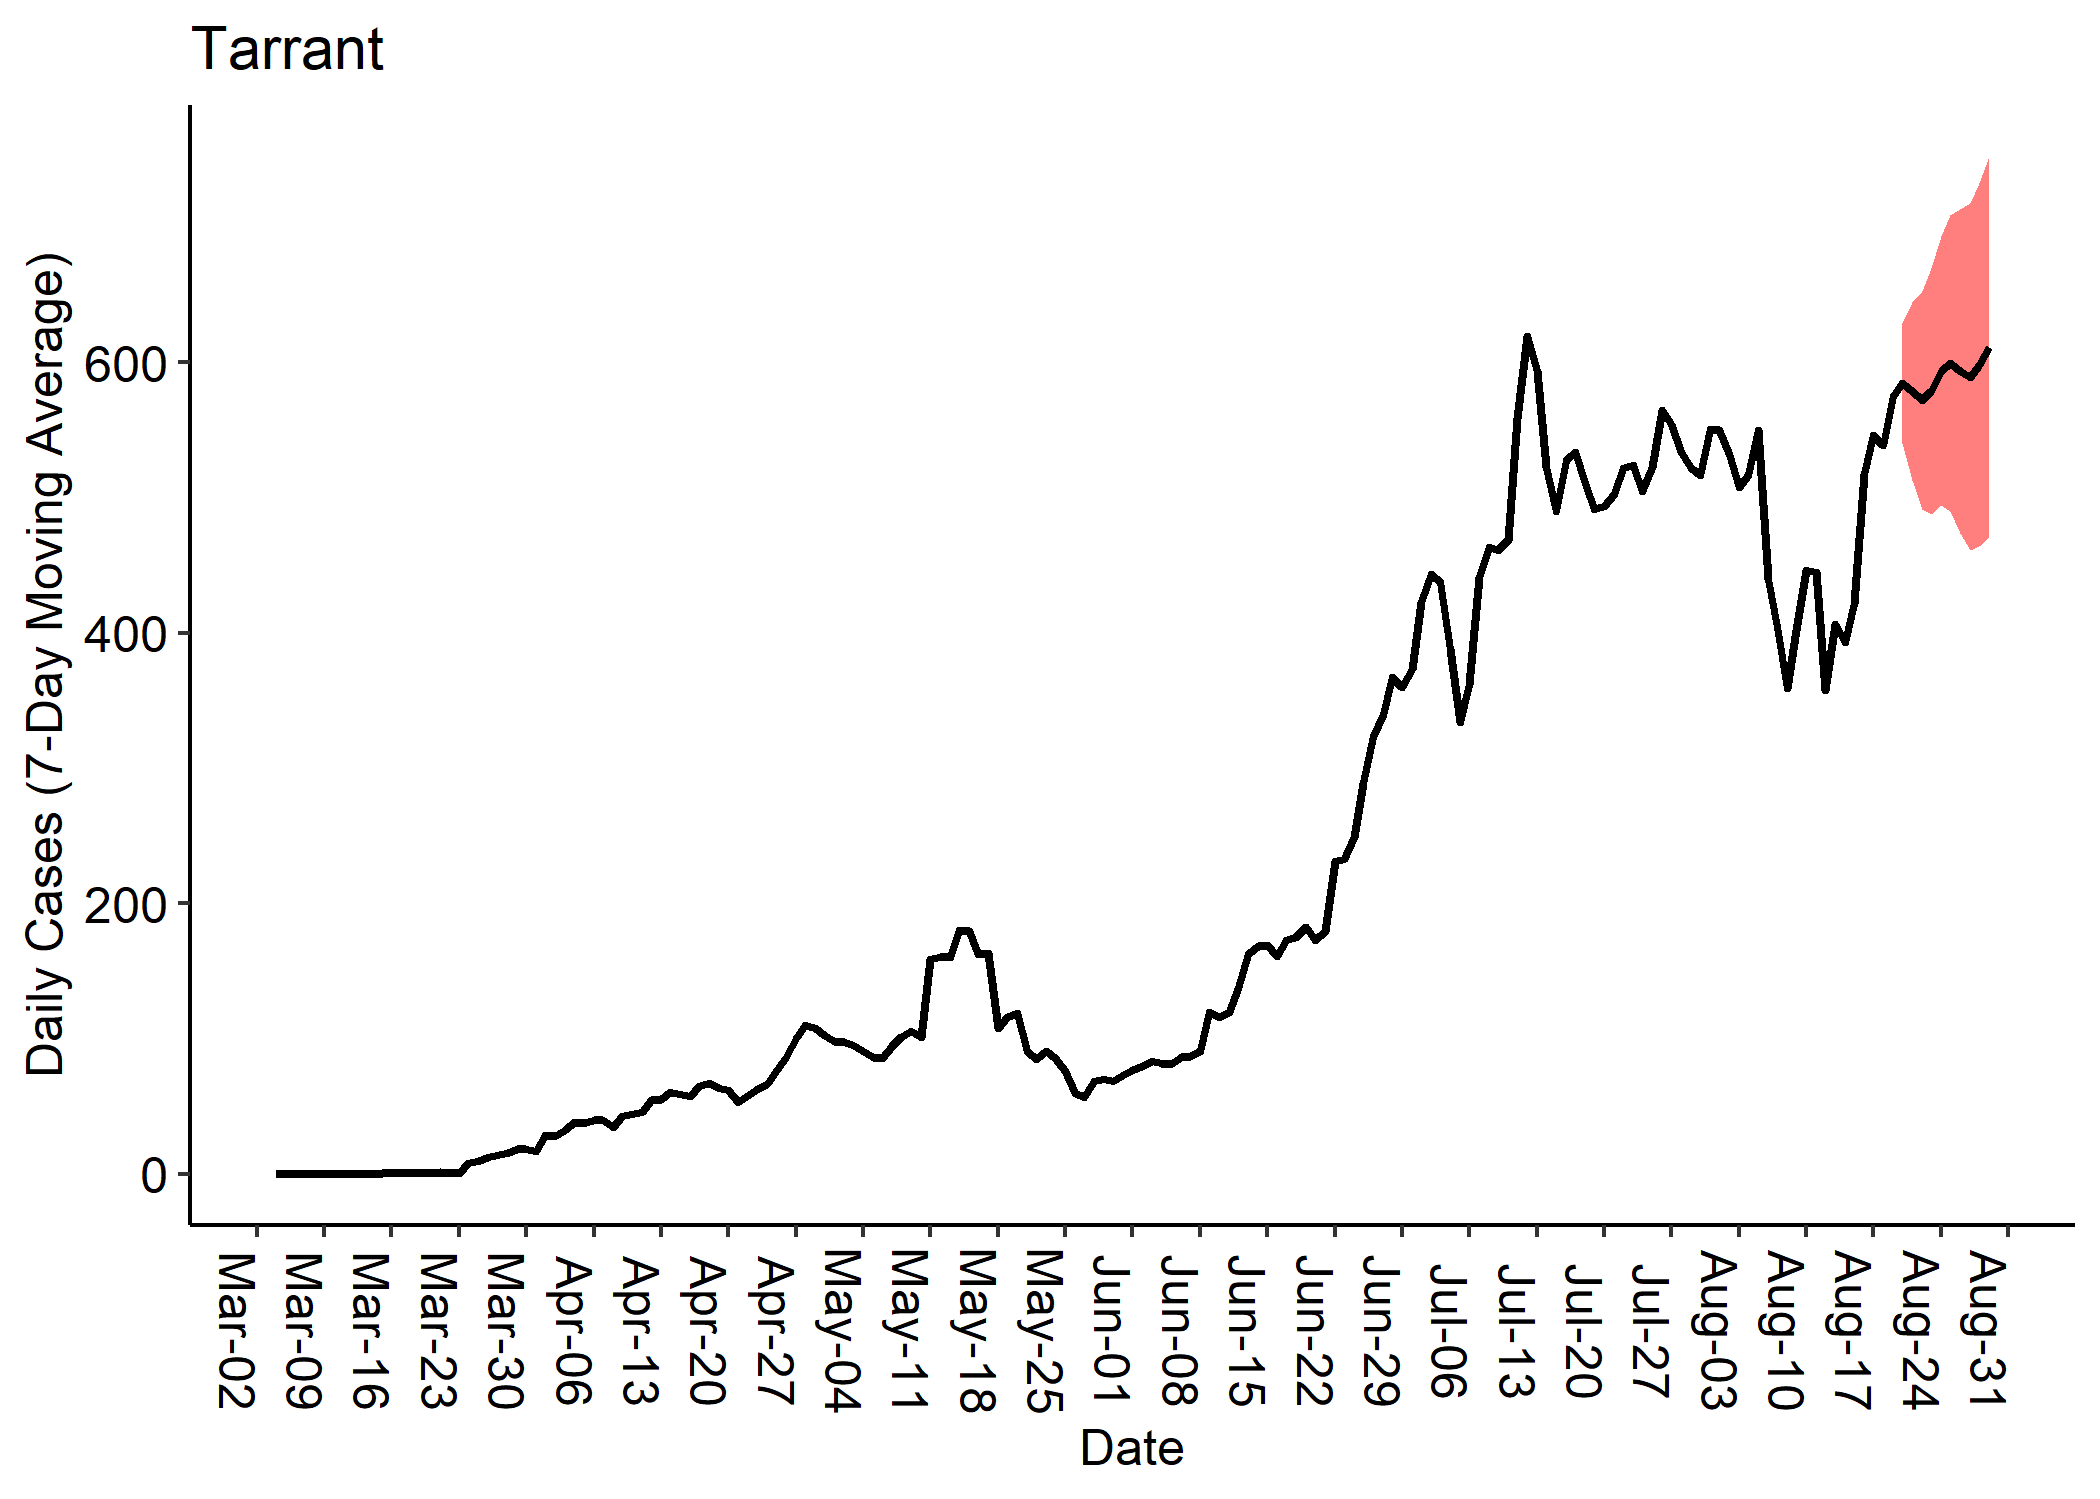 Tarrant
Daily Cases (7-Day Moving Average)
600
400
200
0
Mar-02
Mar-09
Mar-16
Mar-23
Mar-30
Apr-06
Apr-13
Apr-20
Apr-27
May-04
May-11
May-18
May-25
Jun-01
Jun-08
Jun-15
Jun-22
Jun-29
Jul-06
Jul-13
Jul-20
Jul-27
Aug-03
Aug-10
Aug-17
Aug-24
Aug-31
Date